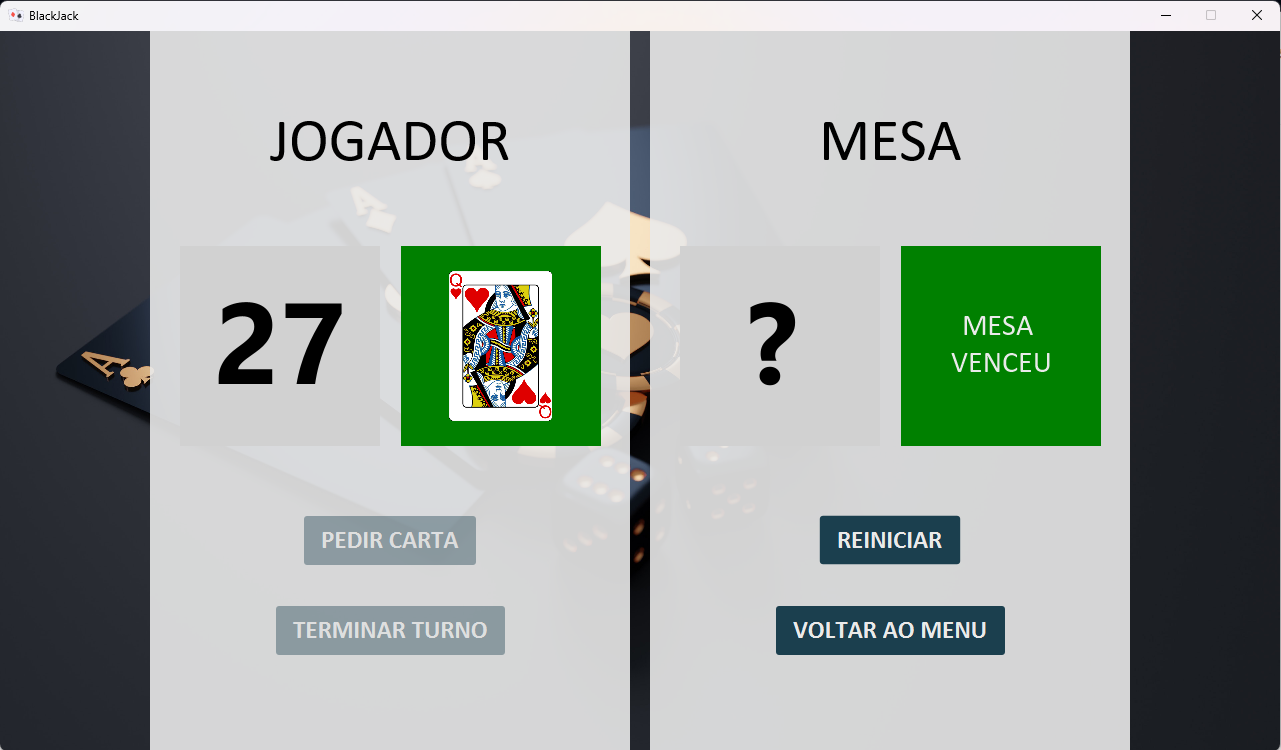 BlackJack
JOGADOR
MESA
27
Q
Q
?
MESA
VENCEU
A
A
PEDIR CARTA
REINICIAR
TERMINAR TURNO
VOLTAR AO MENU